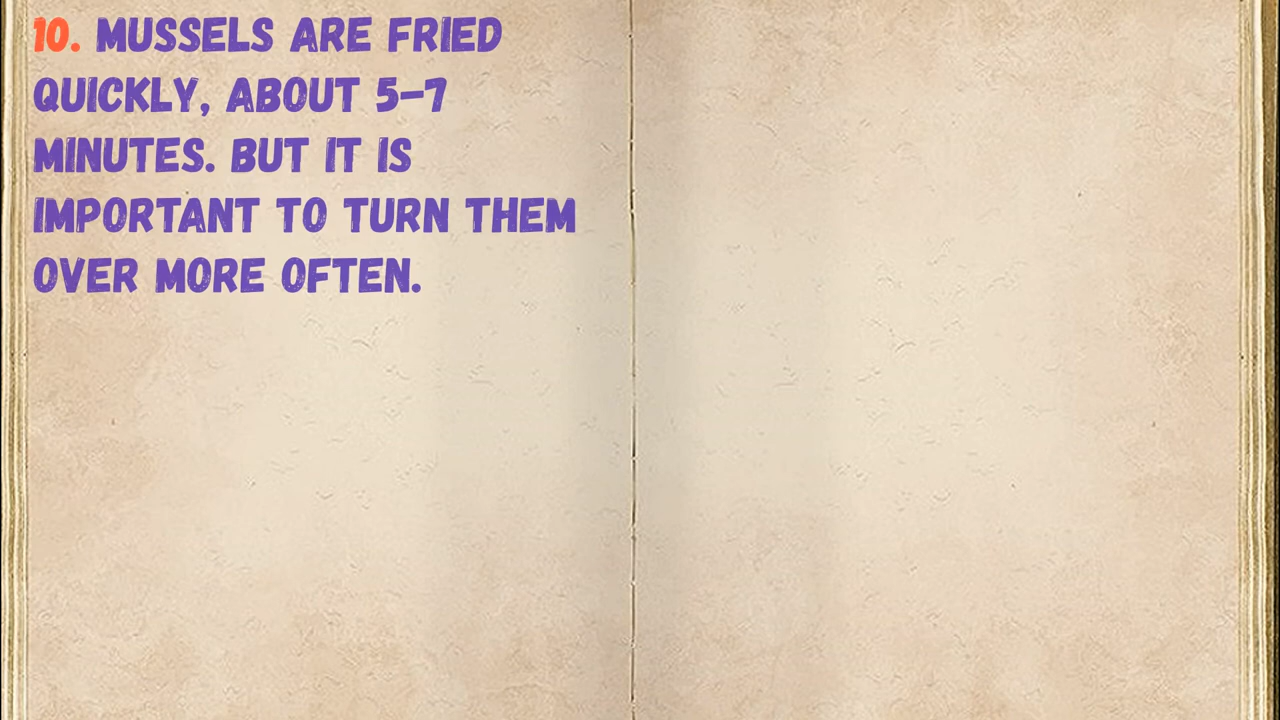 10. MUSSELS ARE FRIED
QUICKLY, ABOUT 5-7
MINUTES. BUT IT IS
IMPORTANT TO TURN THEM
OVER MORE OFTEN.